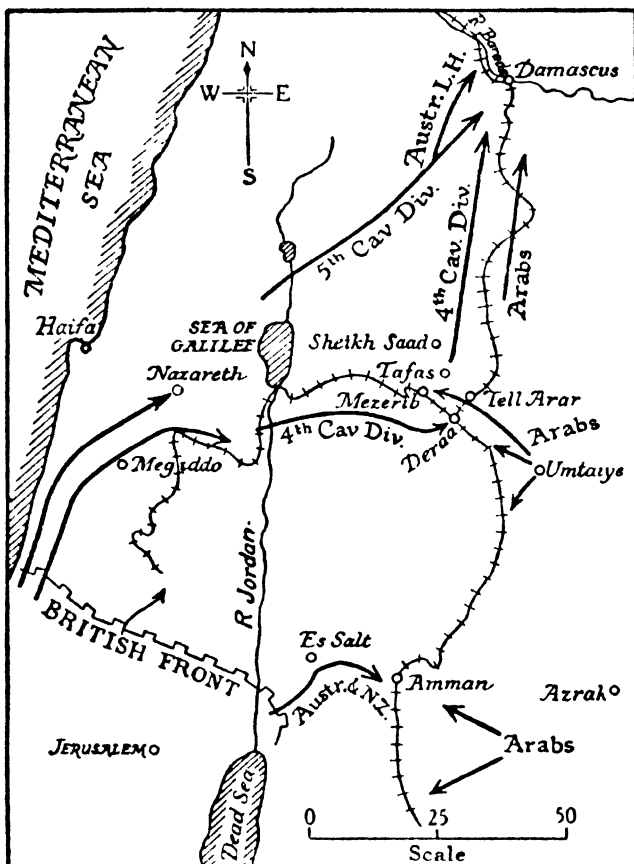 R. Barada
Damascus
N
W E
S
MEDITERRANEAN
SEA
Austr. L.H.
5th Cav Div.
4th Cav. Div.
Arabs
Haifa
SEA OF
GALILEE
Sheikh Saad
Tafas
Nazareth
Mezerib
Tell Arar
4th Cav Div.
Deraa
Arabs
Megiddo
Umtaiye
R Jordan
BRITISH FRONT
Es Salt
Austr. & N.Z.
Amman
Azrak
JERUSALEM
Arabs
Dead Sea
0 25 50
Scale